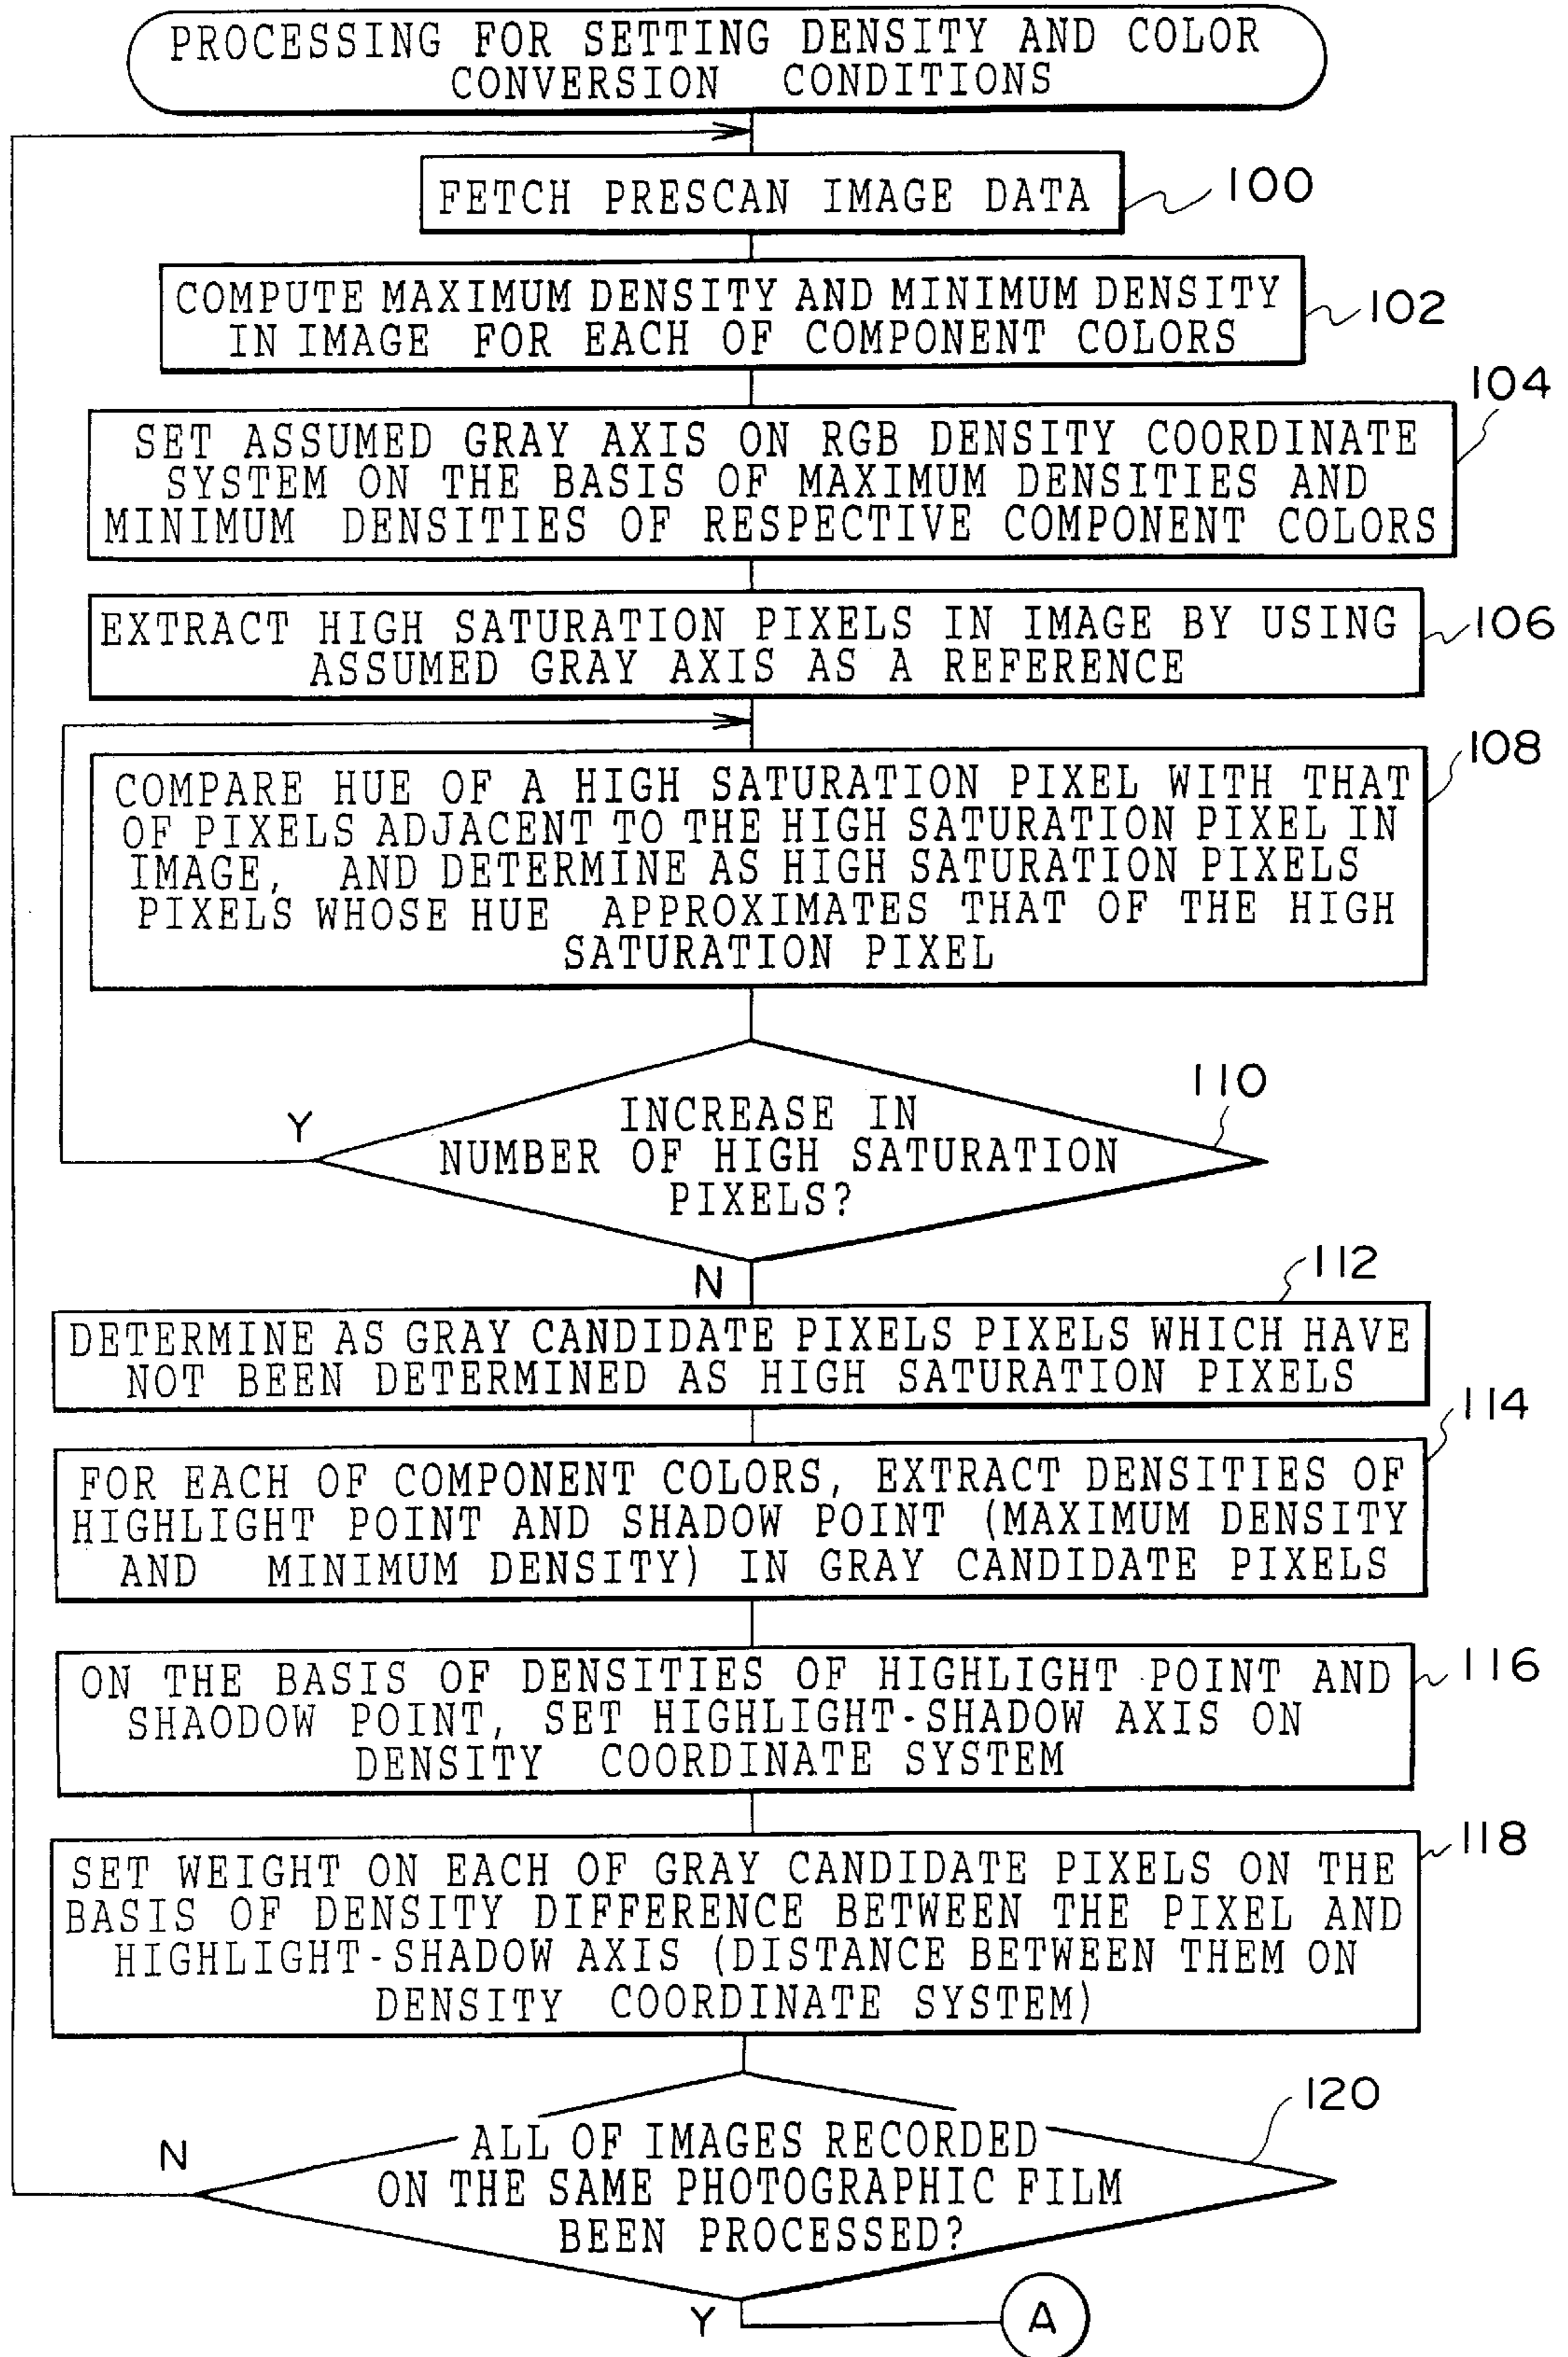 PROCESSING FOR SETTING DENSITY AND COLOR
CONVERSION CONDITIONS
FETCH PRESCAN IMAGE DATA
100
COMPUTE MAXIMUM DENSITY AND MINIMUM DENSITY
IN IMAGE FOR EACH OF COMPONENT COLORS
102
104
SET ASSUMED GRAY AXIS ON RGB DENSITY COORDINATE
SYSTEM ON THE BASIS OF MAXIMUM DENSITIES AND
MINIMUM DENSITIES OF RESPECTIVE COMPONENT COLORS
EXTRACT HIGH SATURATION PIXELS IN IMAGE BY USING
ASSUMED GRAY AXIS AS A REFERENCE
106
108
COMPARE HUE OF A HIGH SATURATION PIXEL WITH THAT
OF PIXELS ADJACENT TO THE HIGH SATURATION PIXEL IN
IMAGE, AND DETERMINE AS HIGH SATURATION PIXELS
PIXELS WHOSE HUE APPROXIMATES THAT OF THE HIGH
SATURATION PIXEL
110
Y
INCREASE IN
NUMBER OF HIGH SATURATION
PIXELS?
N
112
DETERMINE AS GRAY CANDIDATE PIXELS PIXELS WHICH HAVE
NOT BEEN DETERMINED AS HIGH SATURATION PIXELS
114
FOR EACH OF COMPONENT COLORS, EXTRACT DENSITIES OF
HIGHLIGHT POINT AND SHADOW POINT (MAXIMUM DENSITY
AND MINIMUM DENSITY) IN GRAY CANDIDATE PIXELS
116
ON THE BASIS OF DENSITIES OF HIGHLIGHT POINT AND
SHAODOW POINT, SET HIGHLIGHT-SHADOW AXIS ON
DENSITY COORDINATE SYSTEM
118
SET WEIGHT ON EACH OF GRAY CANDIDATE PIXELS ON THE
BASIS OF DENSITY DIFFERENCE BETWEEN THE PIXEL AND
HIGHLIGHT-SHADOW AXIS (DISTANCE BETWEEN THEM ON
DENSITY COORDINATE SYSTEM)
120
N
ALL OF IMAGES RECORDED
ON THE SAME PHOTOGRAPHIC FILM
BEEN PROCESSED?
Y
A